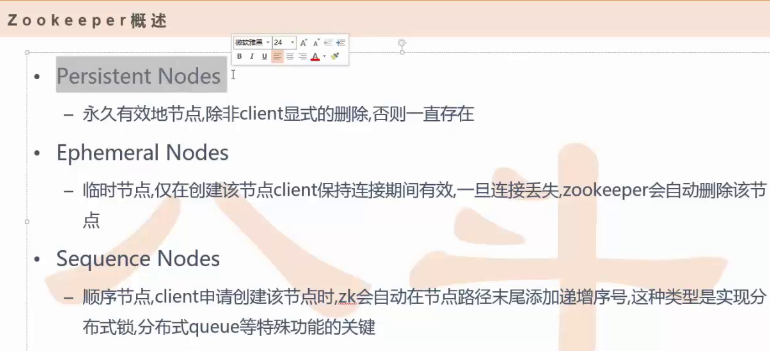 Zookeeper概述
微软雅黑 24 A A
B I U A
• Persistent Nodes
– 永久有效地节点,除非client显式的删除,否则一直存在
• Ephemeral Nodes
– 临时节点,仅在创建该节点client保持连接期间有效,一旦连接丢失,zookeeper会自动删除该节
点
• Sequence Nodes
– 顺序节点,client申请创建该节点时,zk会自动在节点路径末尾添加递增序号,这种类型是实现分
布式锁,分布式queue等特殊功能的关键
八斗